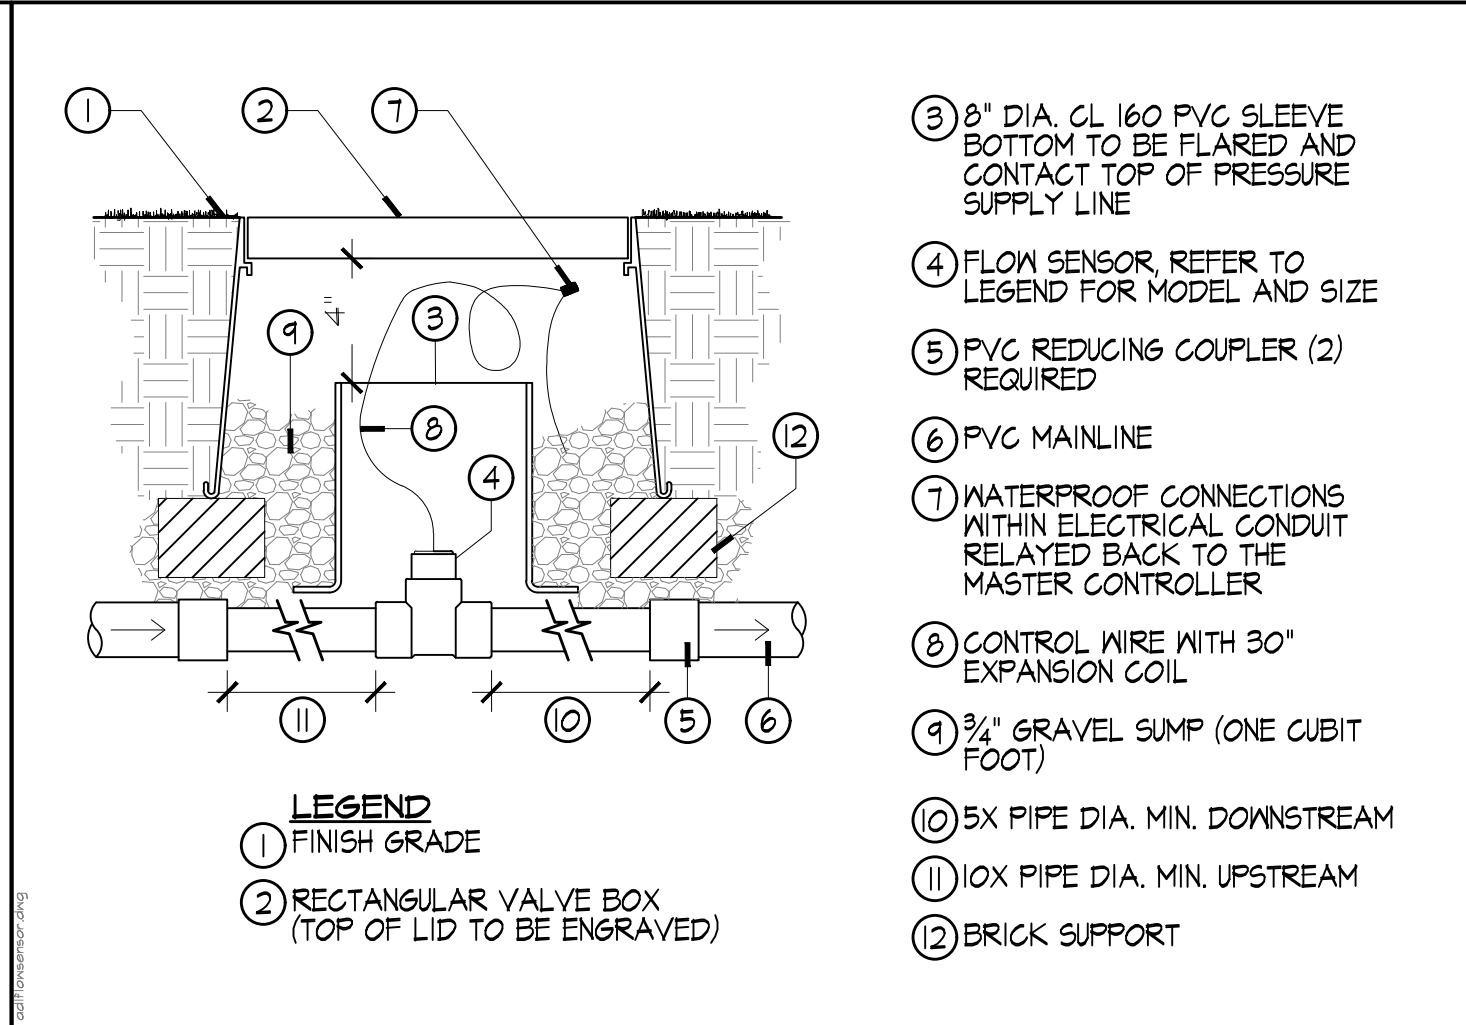 1
2
7
4"
9
3
8
4
12
11
10
5
6
LEGEND
1 FINISH GRADE
2 RECTANGULAR VALVE BOX
(TOP OF LID TO BE ENGRAVED)
3 8" DIA. CL 160 PVC SLEEVE
BOTTOM TO BE FLARED AND
CONTACT TOP OF PRESSURE
SUPPLY LINE
4 FLOW SENSOR, REFER TO
LEGEND FOR MODEL AND SIZE
5 PVC REDUCING COUPLER (2)
REQUIRED
6 PVC MAINLINE
7 WATERPROOF CONNECTIONS
WITHIN ELECTRICAL CONDUIT
RELAYED BACK TO THE
MASTER CONTROLLER
8 CONTROL WIRE WITH 30"
EXPANSION COIL
9 3/4" GRAVEL SUMP (ONE CUBIT
FOOT)
10 5X PIPE DIA. MIN. DOWNSTREAM
11 10X PIPE DIA. MIN. UPSTREAM
12 BRICK SUPPORT
adlflowsensor.dwg